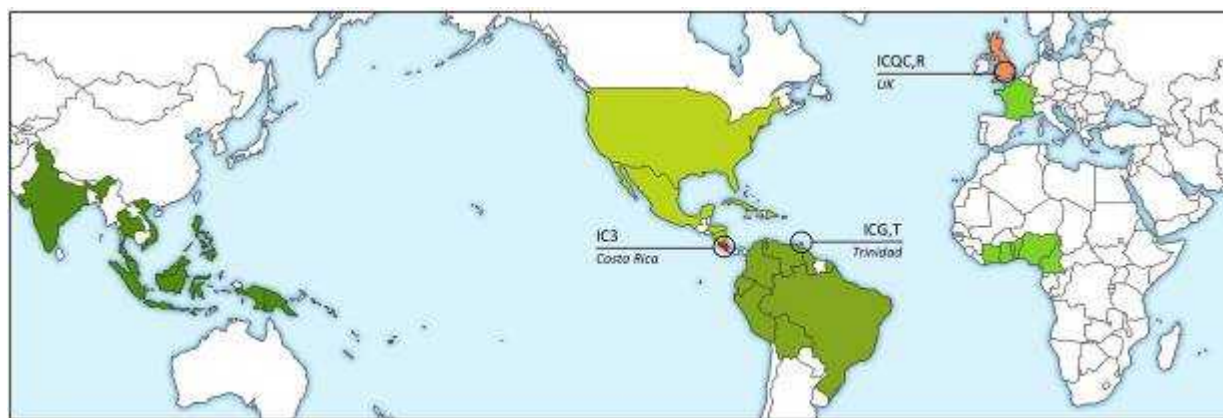 ICQC,R
UK
IC3
Costa Rica
ICG,T
Trinidad